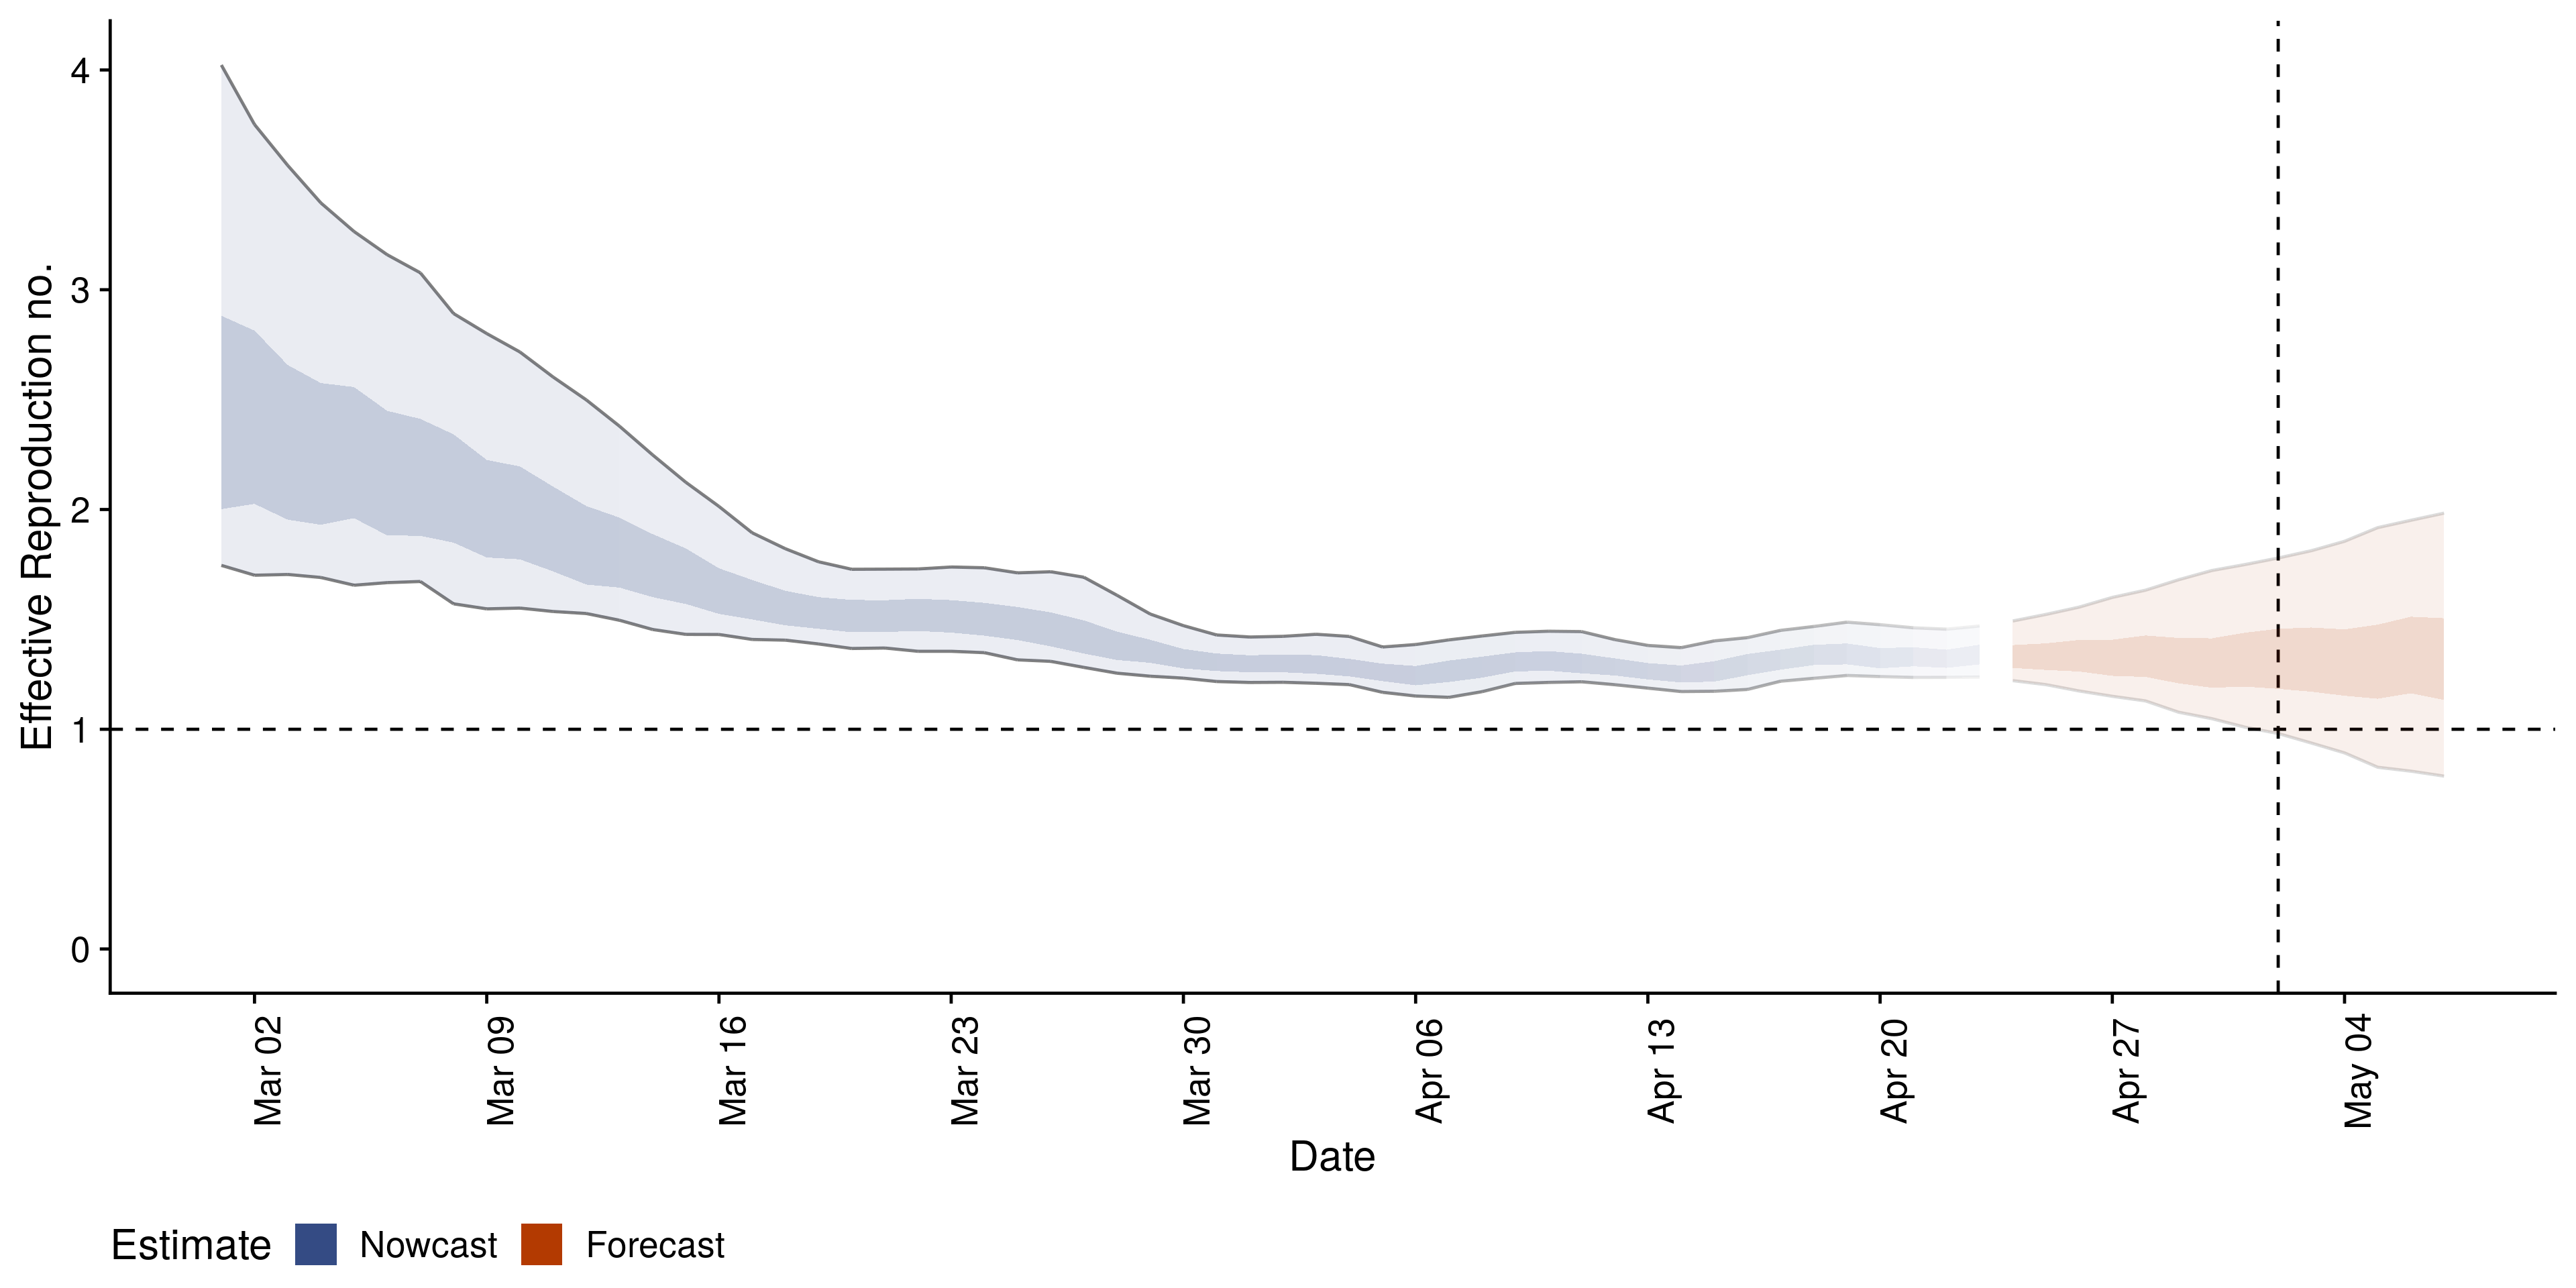 Effective Reproduction no.
4
3
2
1
0
Mar 02
Mar 09
Mar 16
Mar 23
Mar 30
Apr 06
Apr 13
Apr 20
Apr 27
May 04
Date
Estimate Nowcast Forecast